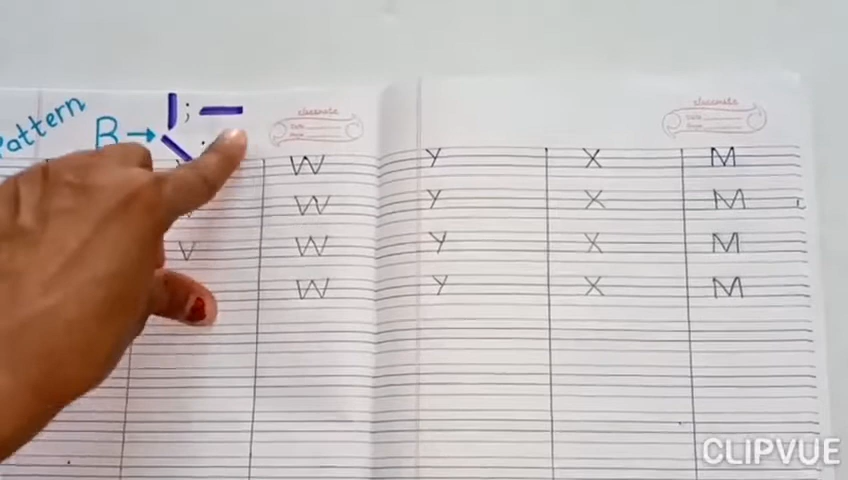 Pattern B → | ; —
classmate classmate
Date Date
Page Page
W Y X M
W Y X M
V W Y X M
W Y X M
CLIPVUE